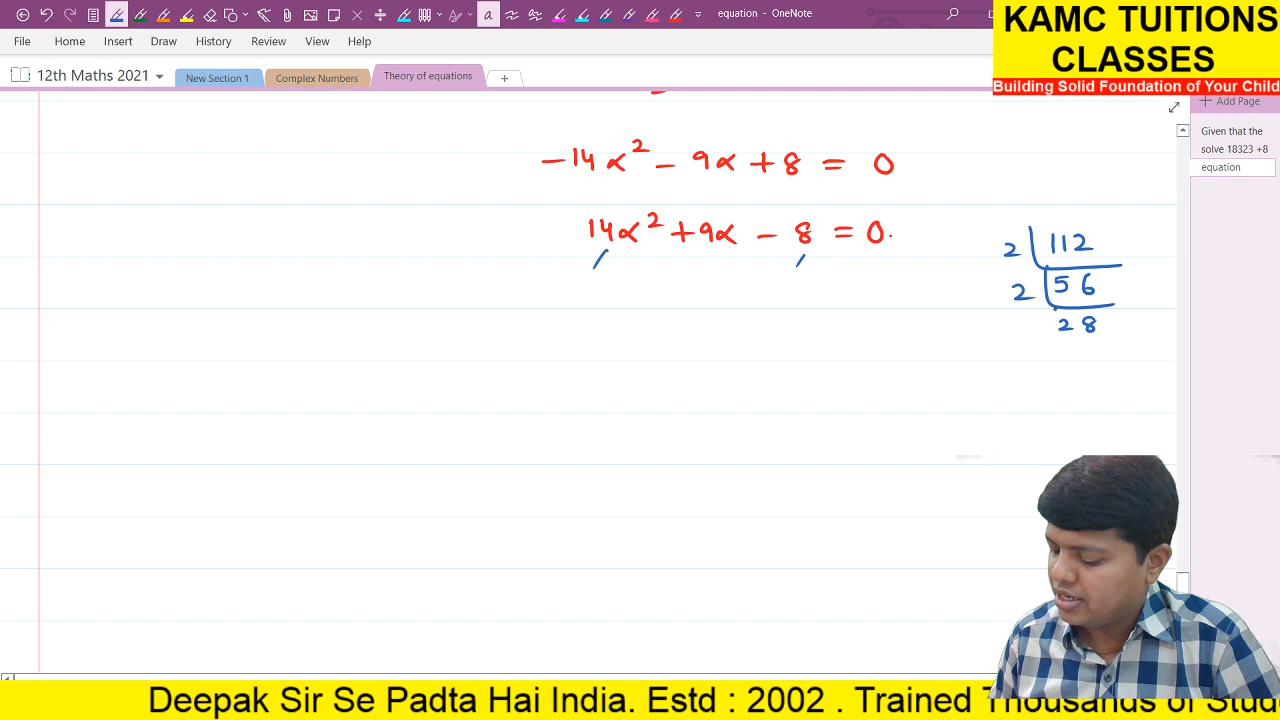 equation - OneNote
KAMC TUITIONS
CLASSES
Building Solid Foundation of Your Child
File Home Insert Draw History Review View Help
12th Maths 2021
New Section 1
Complex Numbers
Theory of equations
+
+ Add Page
Given that the
solve 18323 +8
equation
-14α² - 9α + 8 = 0
14α² + 9α - 8 = 0.
2 | 112
2 | 56
28
Deepak Sir Se Padta Hai India. Estd : 2002 . Trained Thousands of Stud